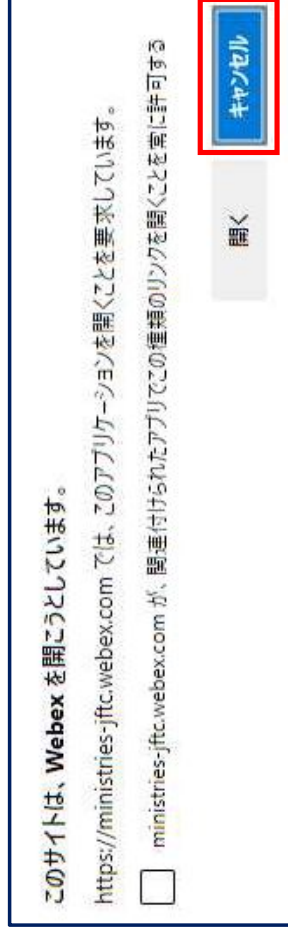 このサイトは、Webex を開こうとしています。
https://ministries-jftc.webex.com では、このアプリケーションを開くことを要求しています。
ministries-jftc.webex.com が、関連付けられたアプリでこの種類のリンクを開くことを常に許可する
開く
キャンセル